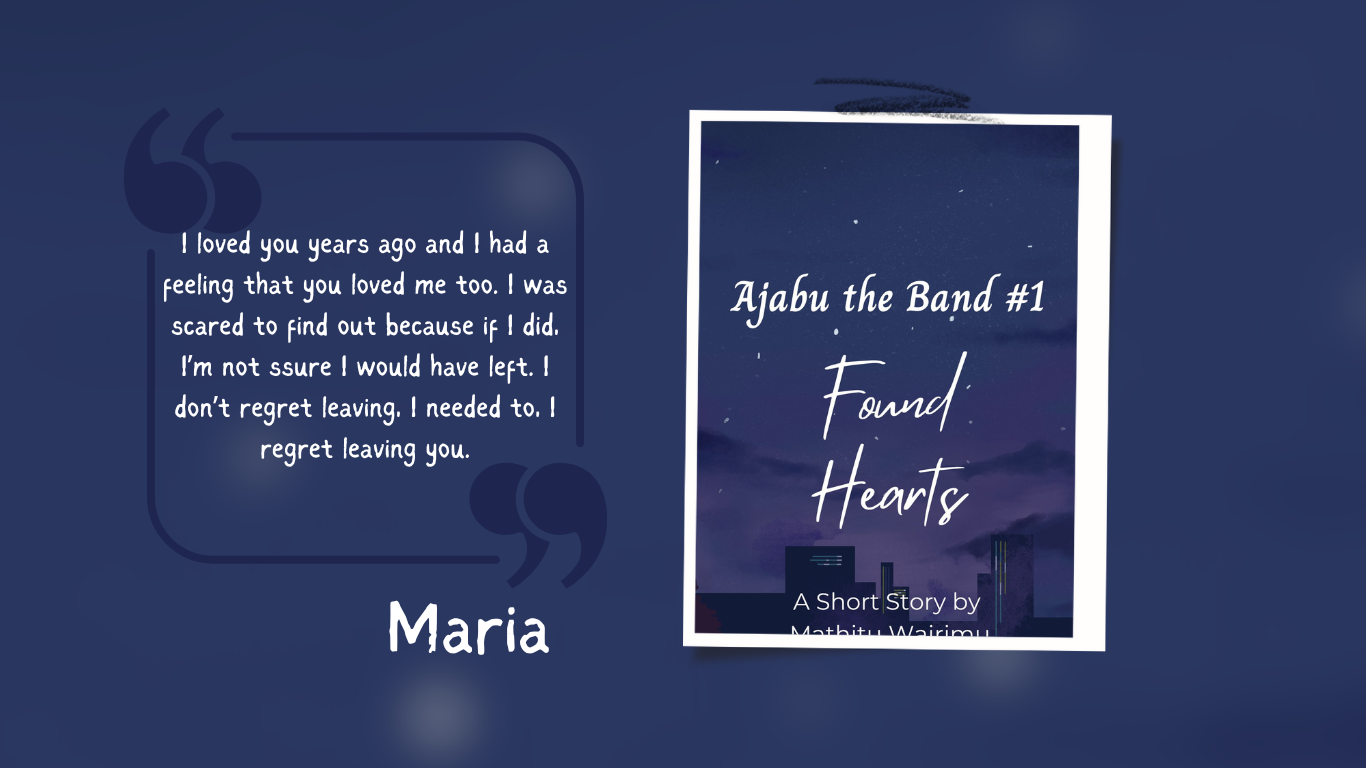 I loved you years ago and I had a
feeling that you loved me too. I was
scared to find out because if I did,
I'm not ssure I would have left. I
don't regret leaving, I needed to, I
regret leaving you.
Maria
Ajabu the Band #1
Found
Hearts
A Short Story by
Mathitu Wairimu